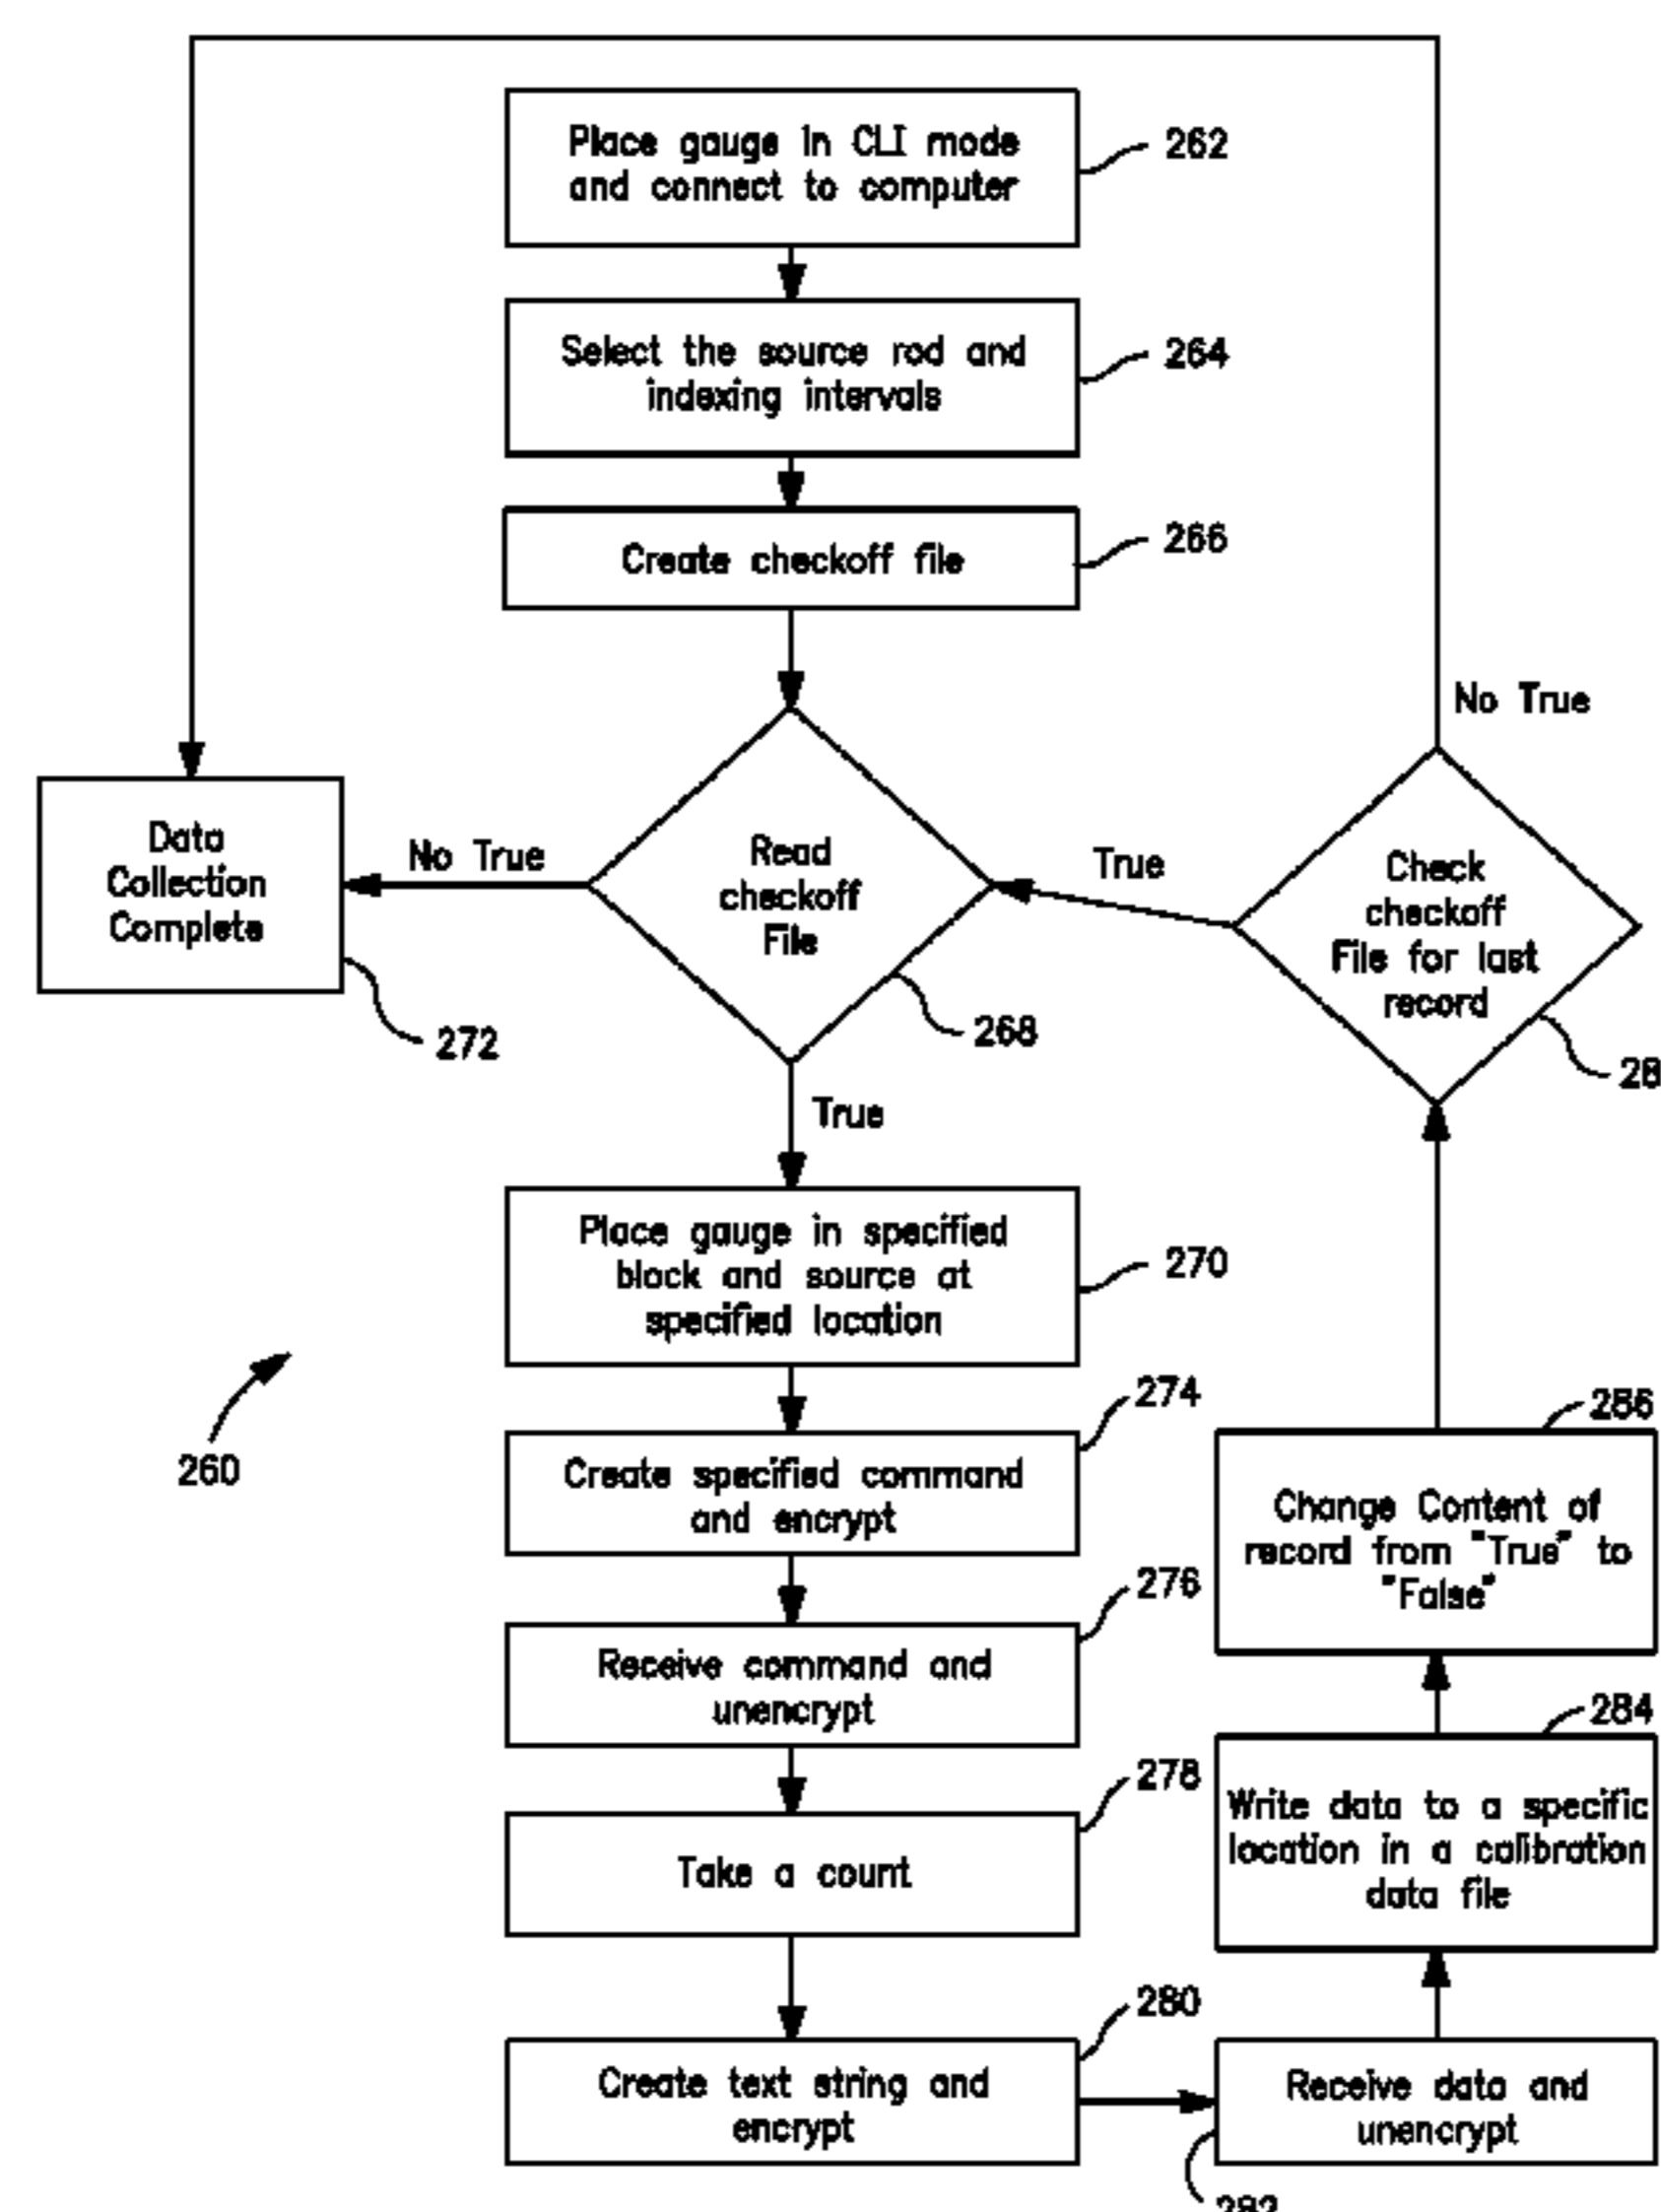 Place gauge in CLI mode
and connect to computer
262
Select the source rod and
indexing intervals
264
Create checkoff file
266
No True
Data
Collection
Complete
No True
Read
checkoff
File
True
Check
checkoff
File for last
record
272
268
28
True
Place gauge in specified
block and source at
specified location
270
260
274
Create specified command
and encrypt
286
Change Content of
record from "True" to
"False"
276
Receive command and
unencrypt
284
Write data to a specific
location in a calibration
data file
278
Take a count
280
Create text string and
encrypt
Receive data and
unencrypt
282